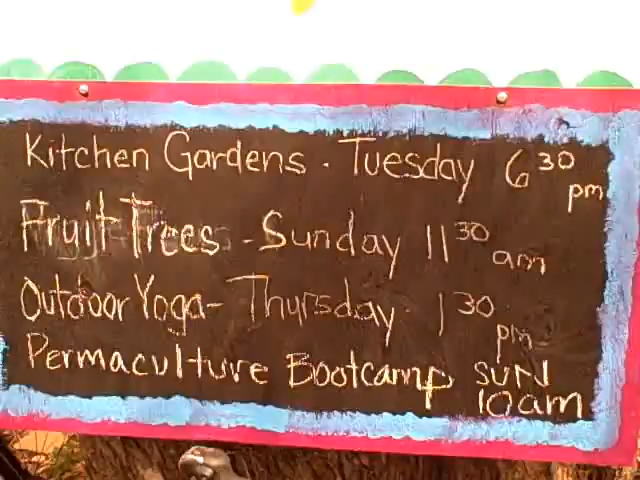 Kitchen Gardens. Tuesday 6 30 pm
Fruit Trees - Sunday 11 30 am
Outdoor Yoga - Thursday 1 30 pm
Permaculture Bootcamp SUN 10am